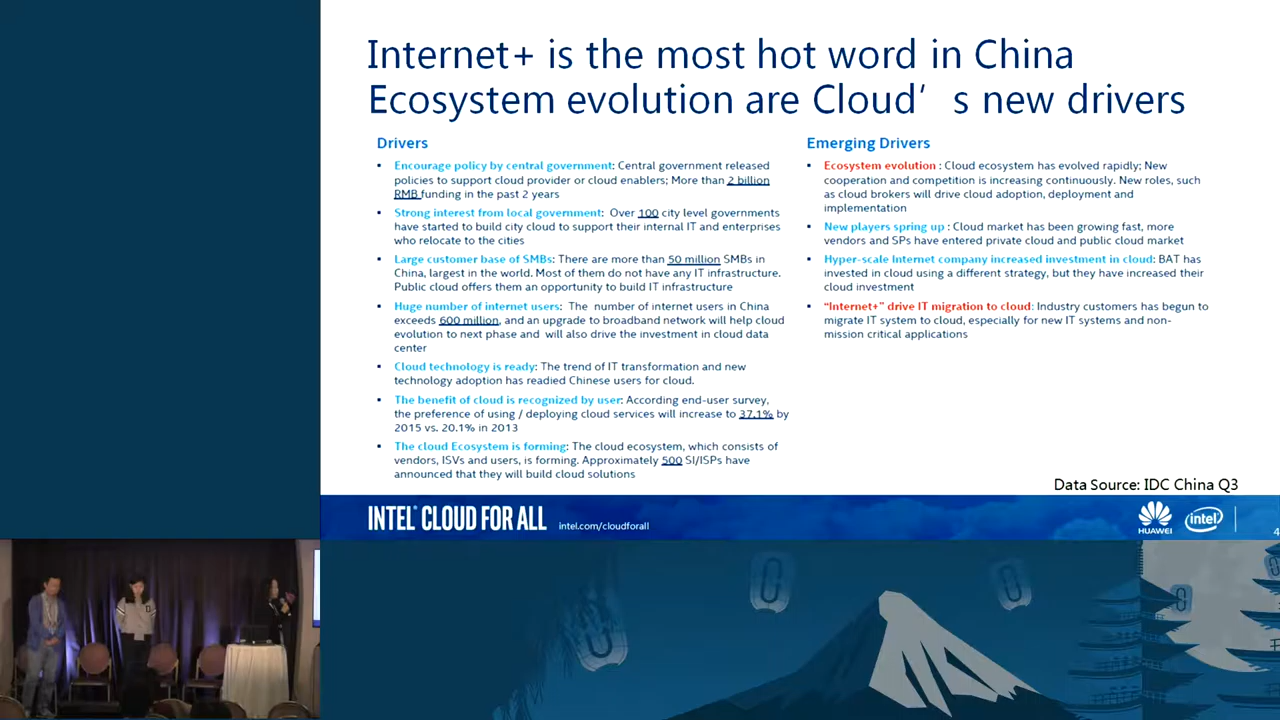 Internet+ is the most hot word in China
Ecosystem evolution are Cloud’s new drivers
Drivers
Encourage policy by central government: Central government released
policies to support cloud provider or cloud enablers; More than 2 billion
RMB funding in the past 2 years
Strong interest from local government: Over 100 city level governments
have started to build city cloud to support their internal IT and enterprises
who relocate to the cities
Large customer base of SMBs: There are more than 50 million SMBs in
China, largest in the world. Most of them do not have any IT infrastructure.
Public cloud offers them an opportunity to build IT infrastructure
Huge number of internet users: The number of internet users in China
exceeds 600 million, and an upgrade to broadband network will help cloud
evolution to next phase and will also drive the investment in cloud data
center
Cloud technology is ready: The trend of IT transformation and new
technology adoption has readied Chinese users for cloud.
The benefit of cloud is recognized by user: According end-user survey,
the preference of using / deploying cloud services will increase to 37.1% by
2015 vs. 20.1% in 2013
The cloud Ecosystem is forming: The cloud ecosystem, which consists of
vendors, ISVs and users, is forming. Approximately 500 SI/ISPs have
announced that they will build cloud solutions
Emerging Drivers
Ecosystem evolution : Cloud ecosystem has evolved rapidly; New
cooperation and competition is increasing continuously. New roles, such
as cloud brokers will drive cloud adoption, deployment and
implementation
New players spring up : Cloud market has been growing fast, more
vendors and SPs have entered private cloud and public cloud market
Hyper-scale Internet company increased investment in cloud: BAT has
invested in cloud using a different strategy, but they have increased their
cloud investment
“Internet+” drive IT migration to cloud: Industry customers has begun to
migrate IT system to cloud, especially for new IT systems and non-
mission critical applications
Data Source: IDC China Q3
INTEL® CLOUD FOR ALL
intel.com/cloudforall
HUAWEI
intel
4